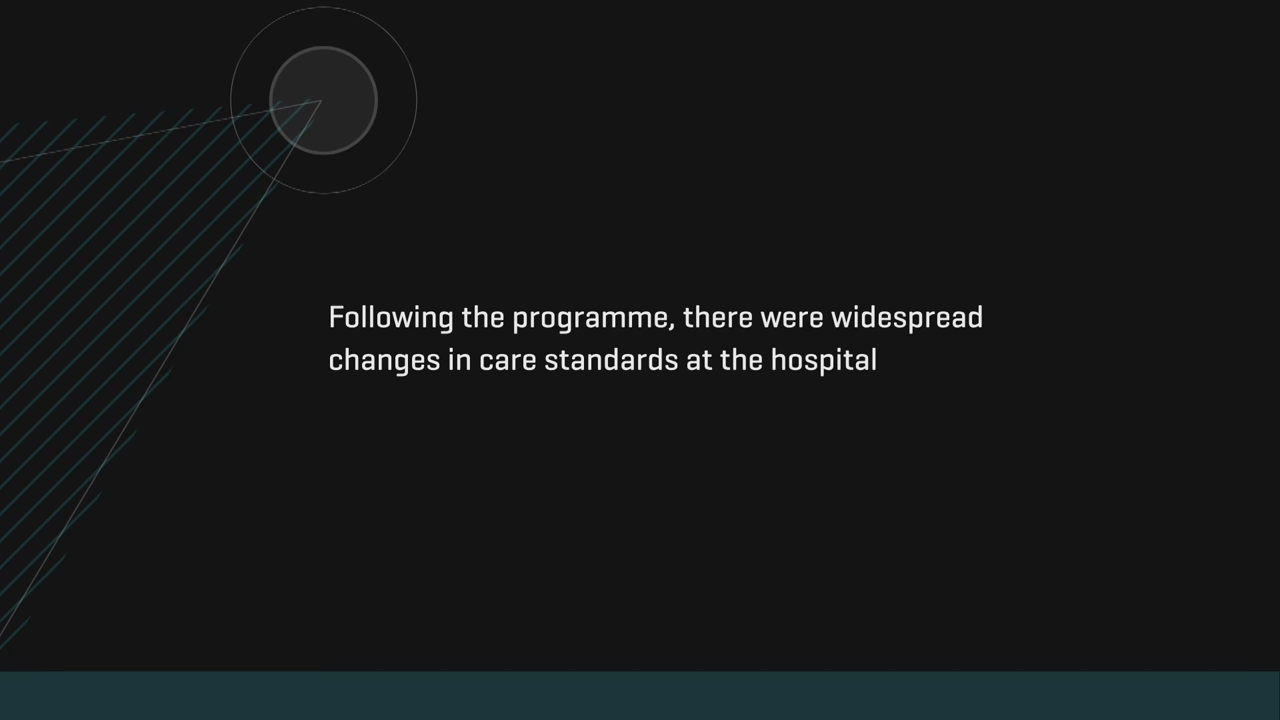 Following the programme, there were widespread
changes in care standards at the hospital